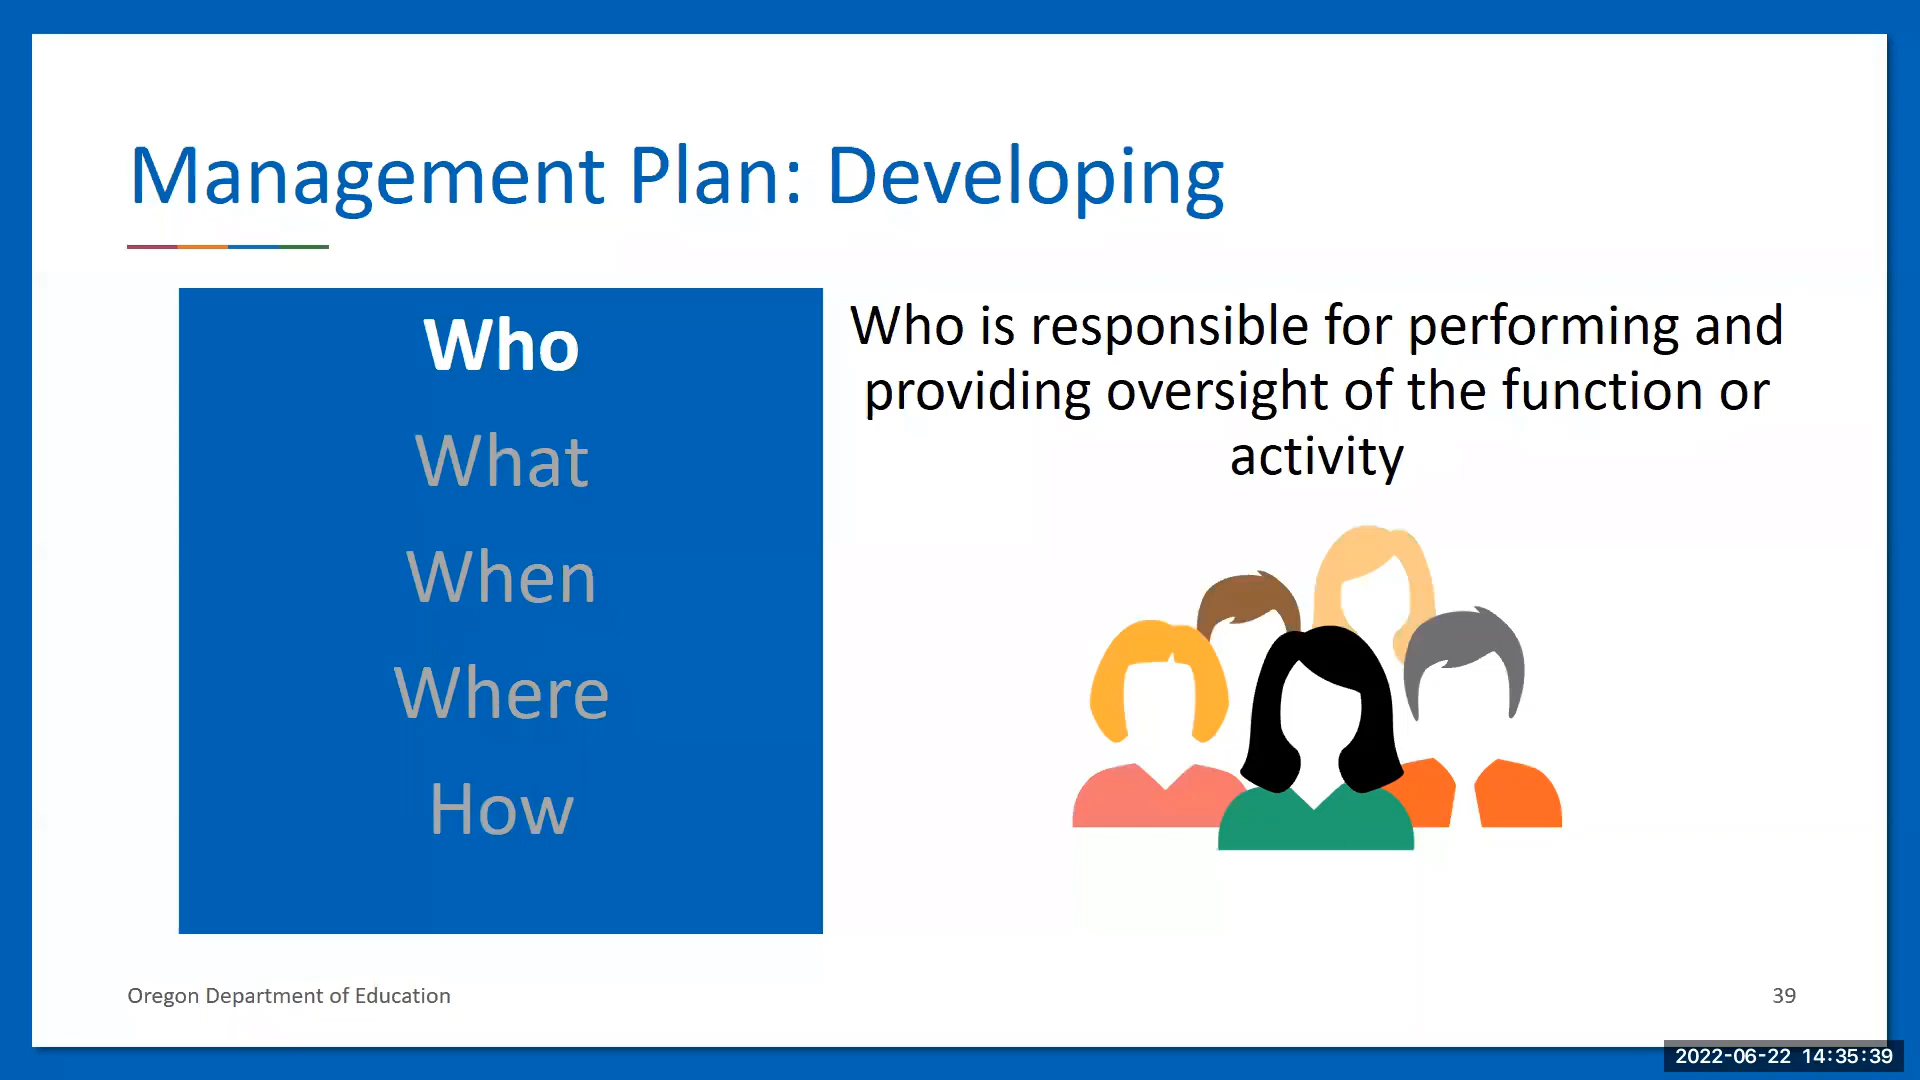 Management Plan: Developing
Who
What
When
Where
How
Who is responsible for performing and
providing oversight of the function or
activity
Oregon Department of Education
39
2022-06-22 14:35:39